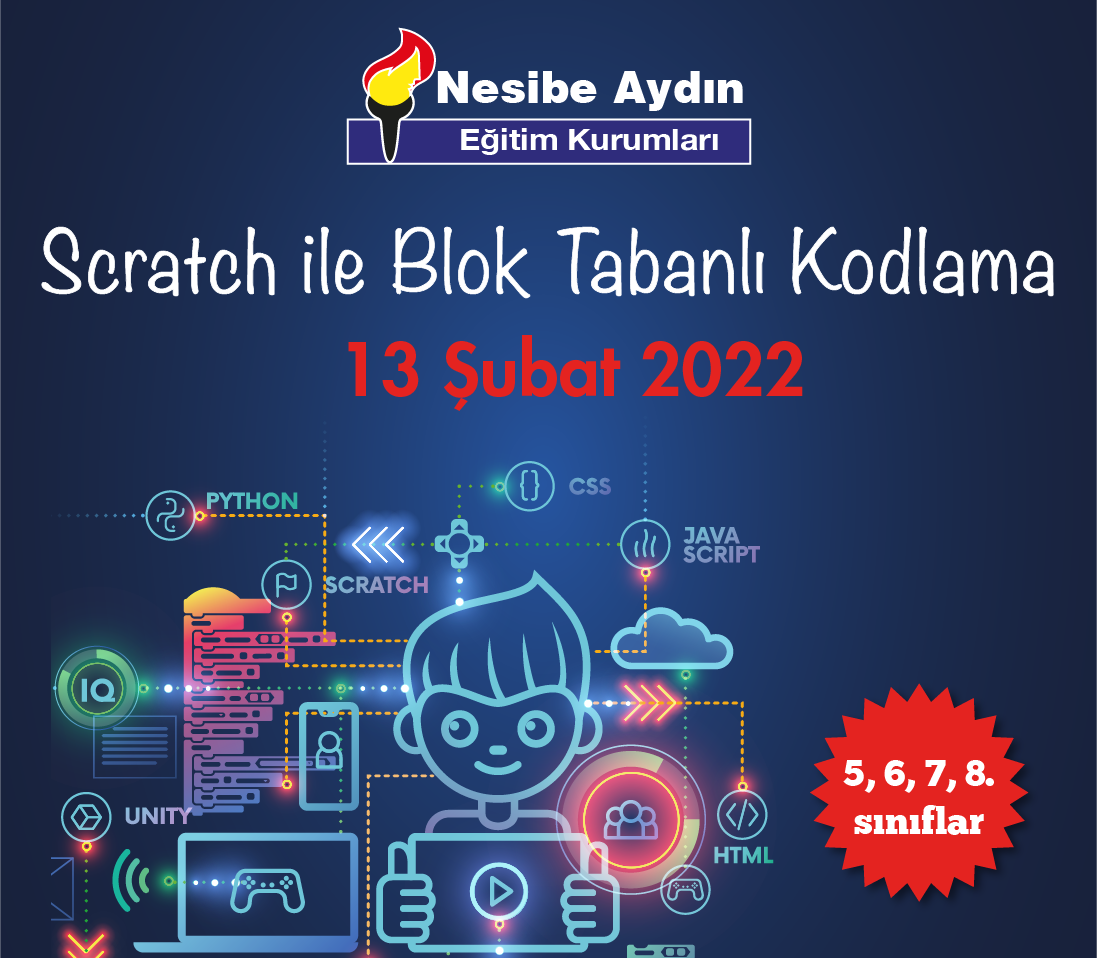 Nesibe Aydın
Eğitim Kurumları
Scratch ile Blok Tabanlı Kodlama
13 Şubat 2022
CSS
PYTHON
JAVA
SCRIPT
SCRATCH
IQ
5, 6, 7, 8.
sınıflar
UNITY
HTML